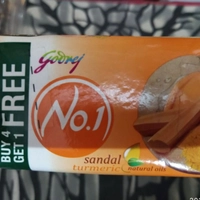 BUY 4
GET 1 FREE
Godrej
No.1
sandal
turmeric
natural oils